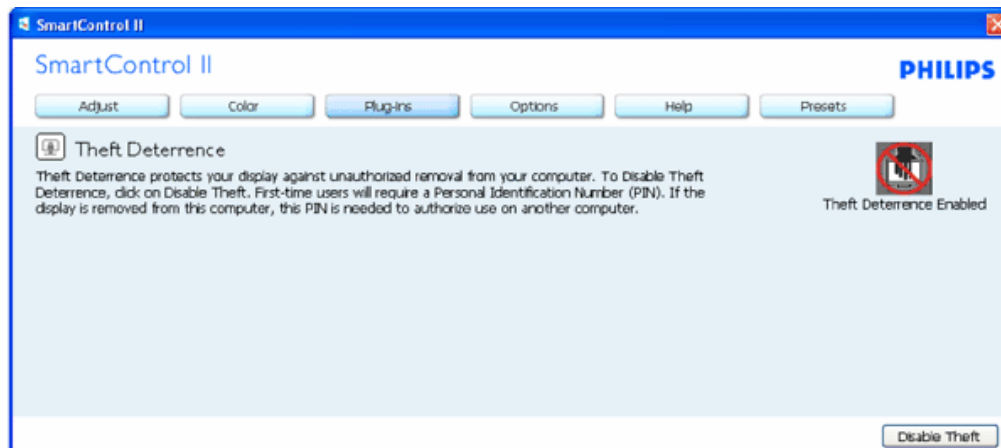 SmartControl II
SmartControl II
PHILIPS
Adjust Color Plug-Ins Options Help Presets
Theft Deterrence
Theft Deterrence protects your display against unauthorized removal from your computer. To Disable Theft
Deterrence, click on Disable Theft. First-time users will require a Personal Identification Number (PIN). If the
display is removed from this computer, this PIN is needed to authorize use on another computer.
Theft Deterrence Enabled
Disable Theft